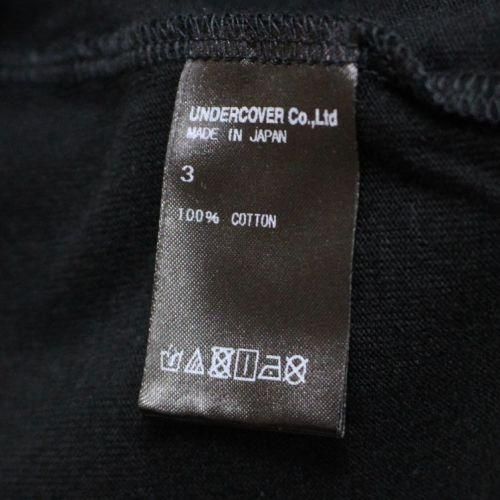 UNDERCOVER Co.,Ltd
MADE IN JAPAN
3
100% COTTON